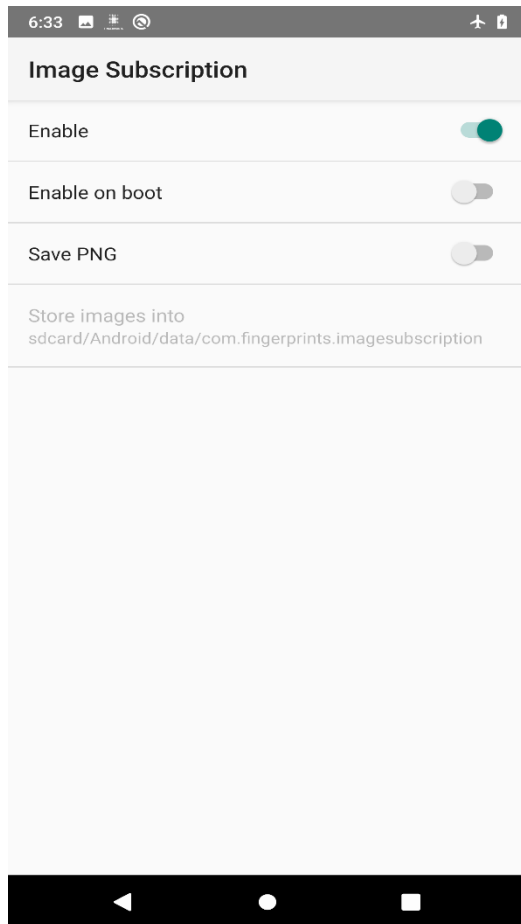 6:33
Image Subscription
Enable
Enable on boot
Save PNG
Store images into
sdcard/Android/data/com.fingerprints.imagesubscription